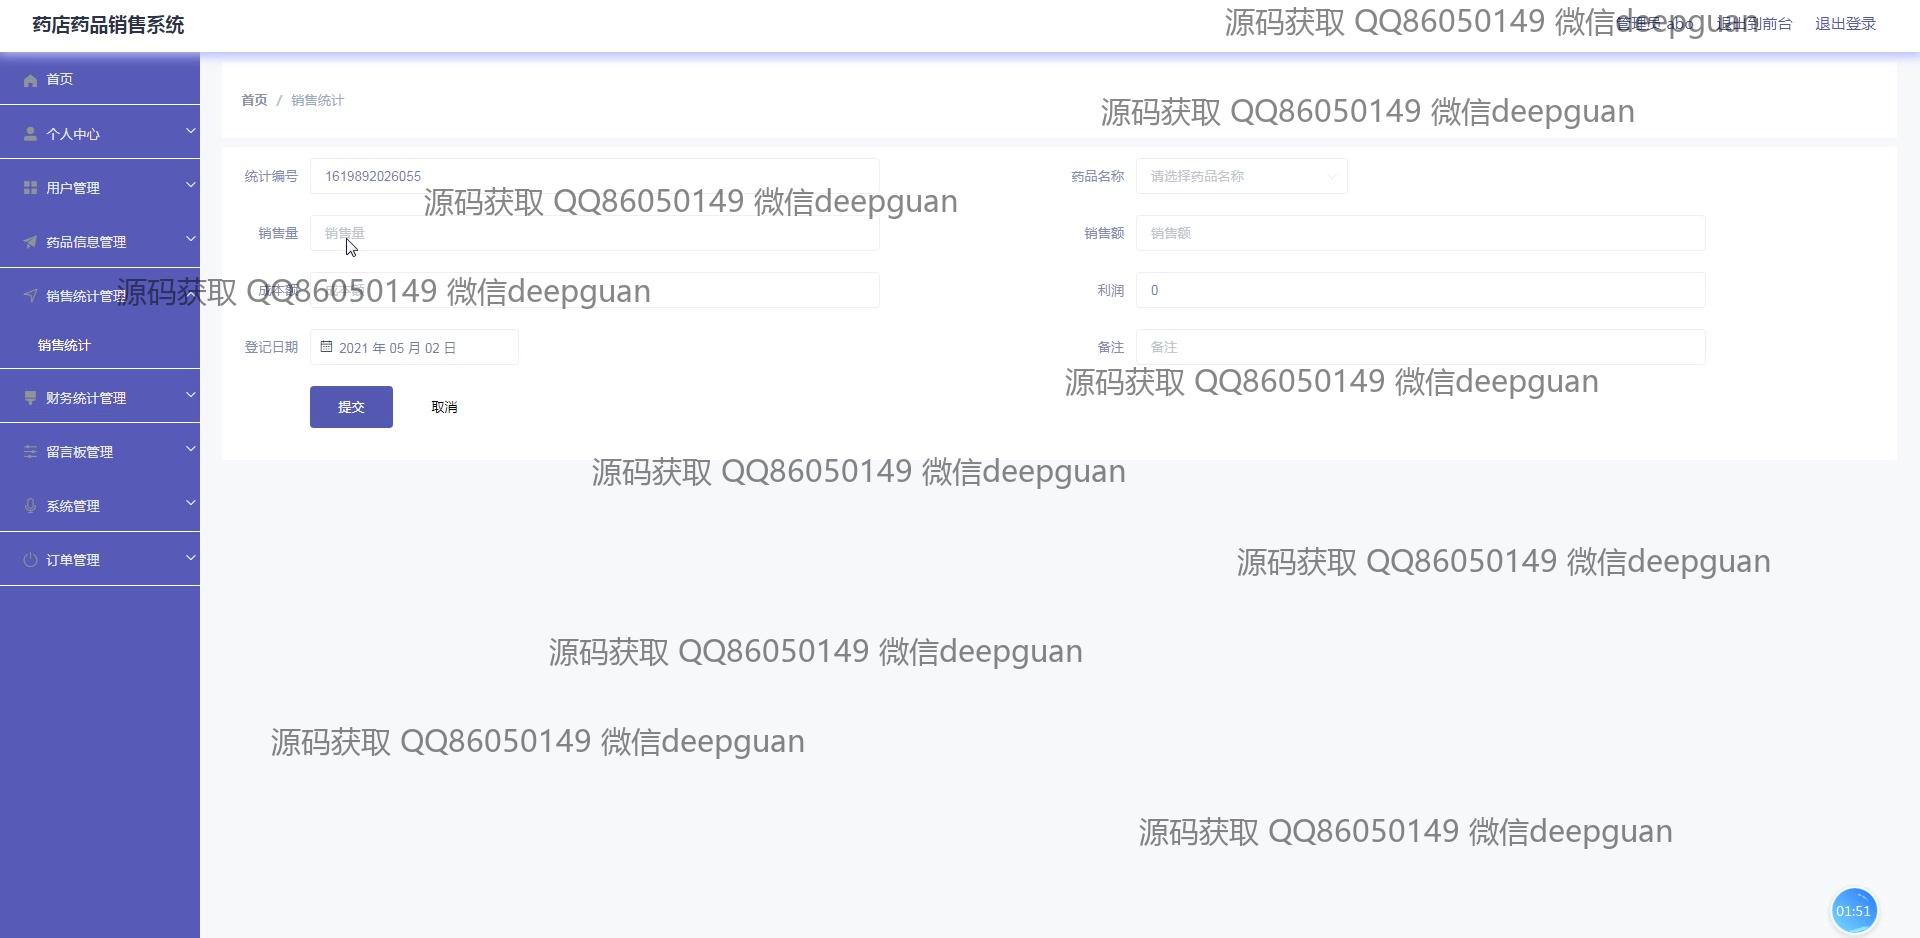 药店药品销售系统
源码获取 QQ86050149 微信deepguan
管理员 abo
退出到前台
退出登录
首页
个人中心
用户管理
药品信息管理
销售统计管理
销售统计
财务统计管理
留言板管理
系统管理
订单管理
首页 / 销售统计
源码获取 QQ86050149 微信deepguan
统计编号 1619892026055
药品名称 请选择药品名称
源码获取 QQ86050149 微信deepguan
销售量 销售量
销售额 销售额
源码获取 QQ86050149 微信deepguan
成本额 成本额
利润 0
登记日期 2021 年 05 月 02 日
备注 备注
源码获取 QQ86050149 微信deepguan
提交 取消
源码获取 QQ86050149 微信deepguan
源码获取 QQ86050149 微信deepguan
源码获取 QQ86050149 微信deepguan
源码获取 QQ86050149 微信deepguan
源码获取 QQ86050149 微信deepguan
01:51